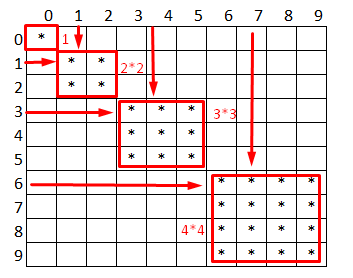 0 1 2 3 4 5 6 7 8 9
0 * 1
1 * * 2*2
2 * *
3 * * * 3*3
4 * * *
5 * * *
6 * * * *
7 * * * *
8 4*4 * * * *
9 * * * *